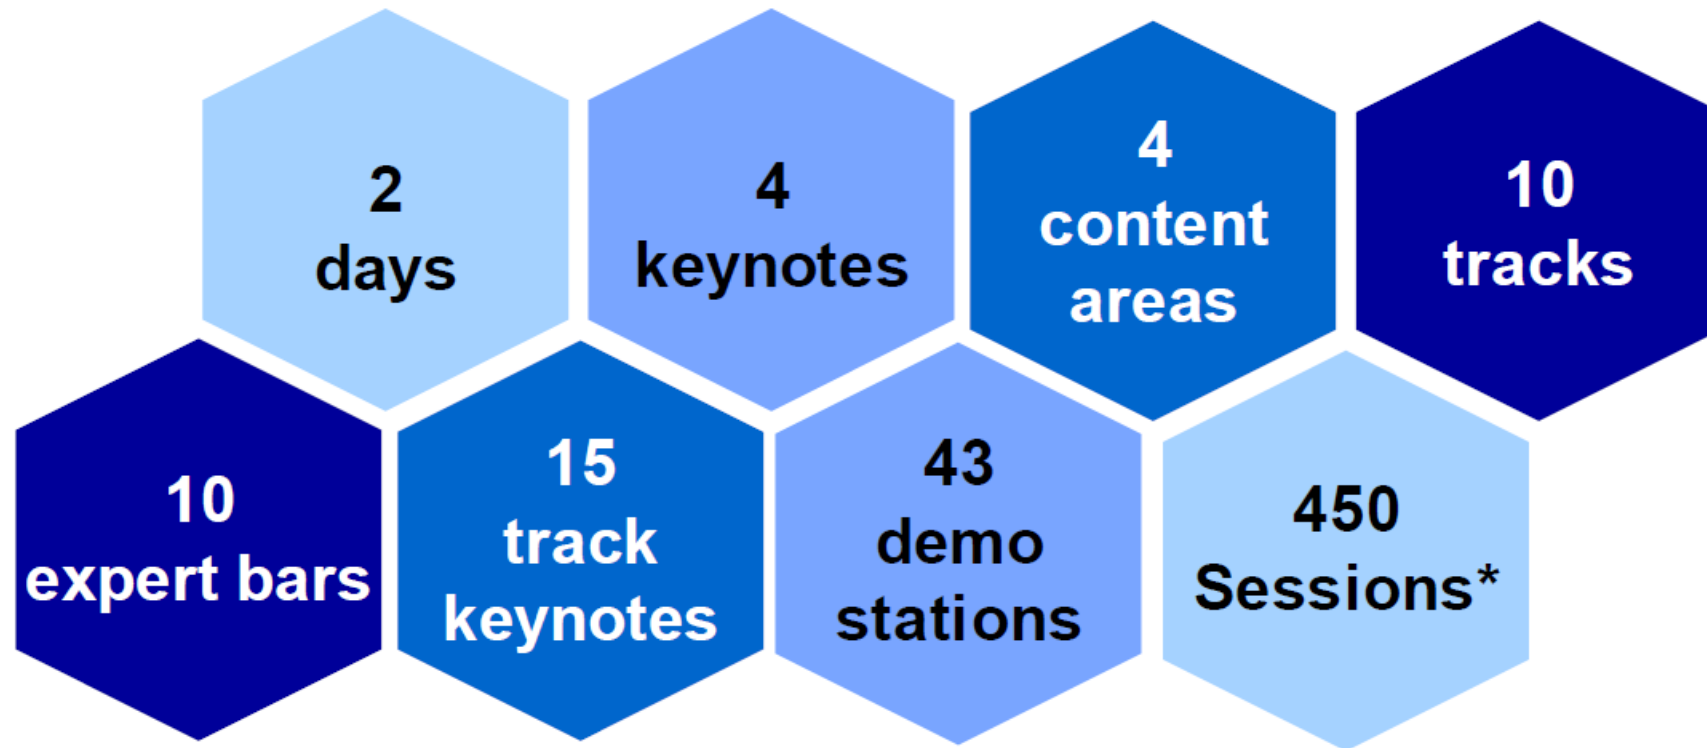 2
days
4
keynotes
4
content
areas
10
tracks
10
expert bars
15
track
keynotes
43
demo
stations
450
Sessions*